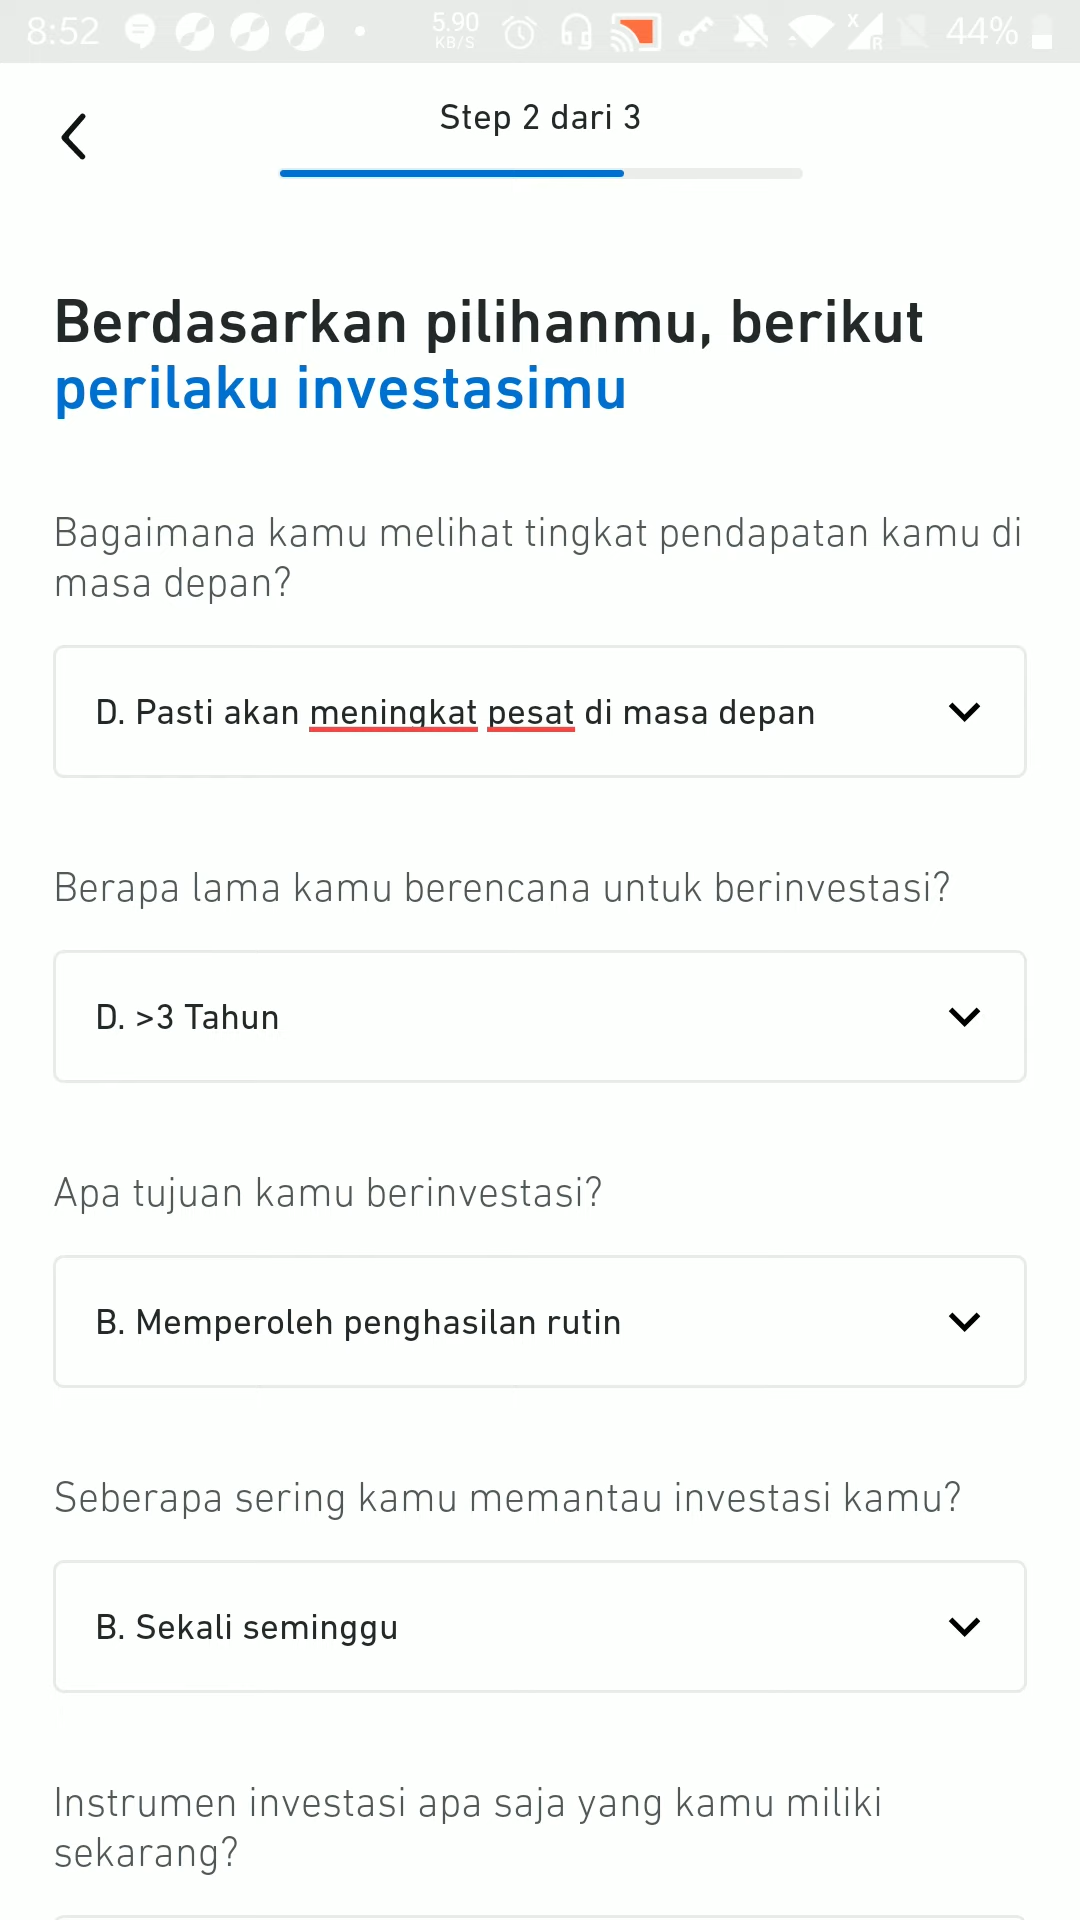 8:52
5.90
KB/S
x
R
44%
Step 2 dari 3
Berdasarkan pilihanmu, berikut
perilaku investasimu
Bagaimana kamu melihat tingkat pendapatan kamu di
masa depan?
D. Pasti akan meningkat pesat di masa depan
Berapa lama kamu berencana untuk berinvestasi?
D. >3 Tahun
Apa tujuan kamu berinvestasi?
B. Memperoleh penghasilan rutin
Seberapa sering kamu memantau investasi kamu?
B. Sekali seminggu
Instrumen investasi apa saja yang kamu miliki
sekarang?